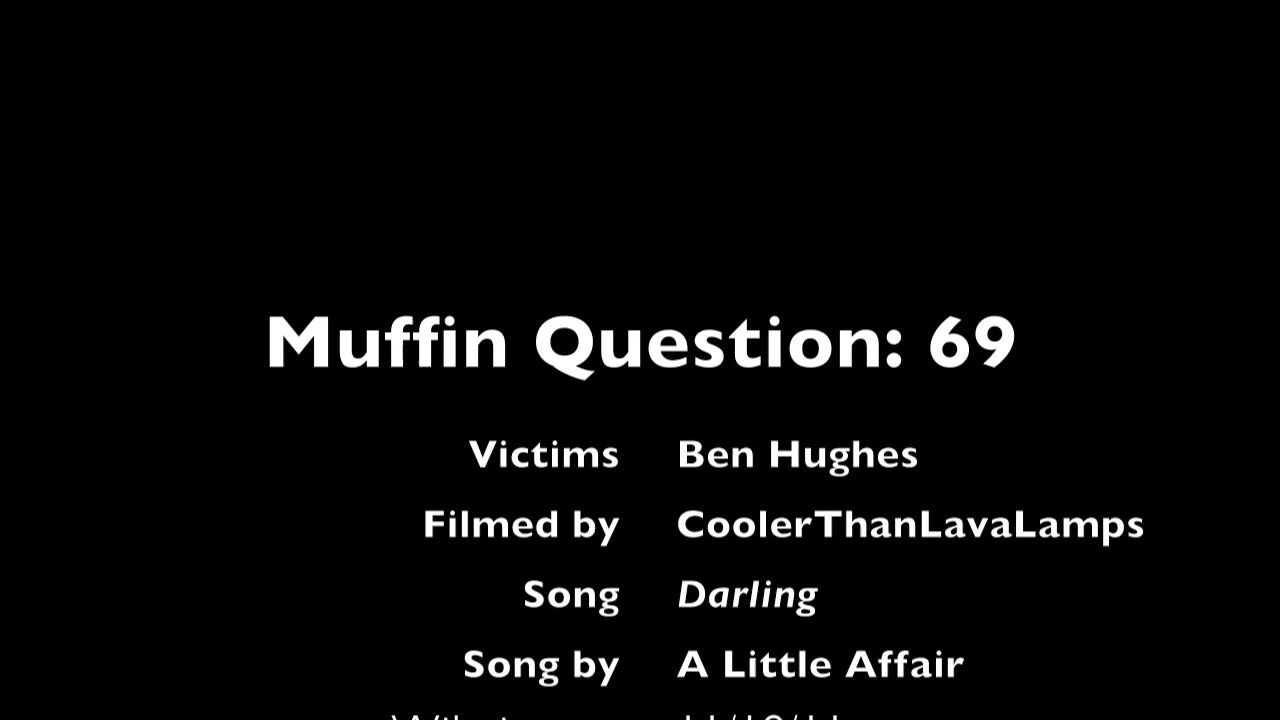 Muffin Question: 69
Victims Ben Hughes
Filmed by CoolerThanLavaLamps
Song Darling
Song by A Little Affair